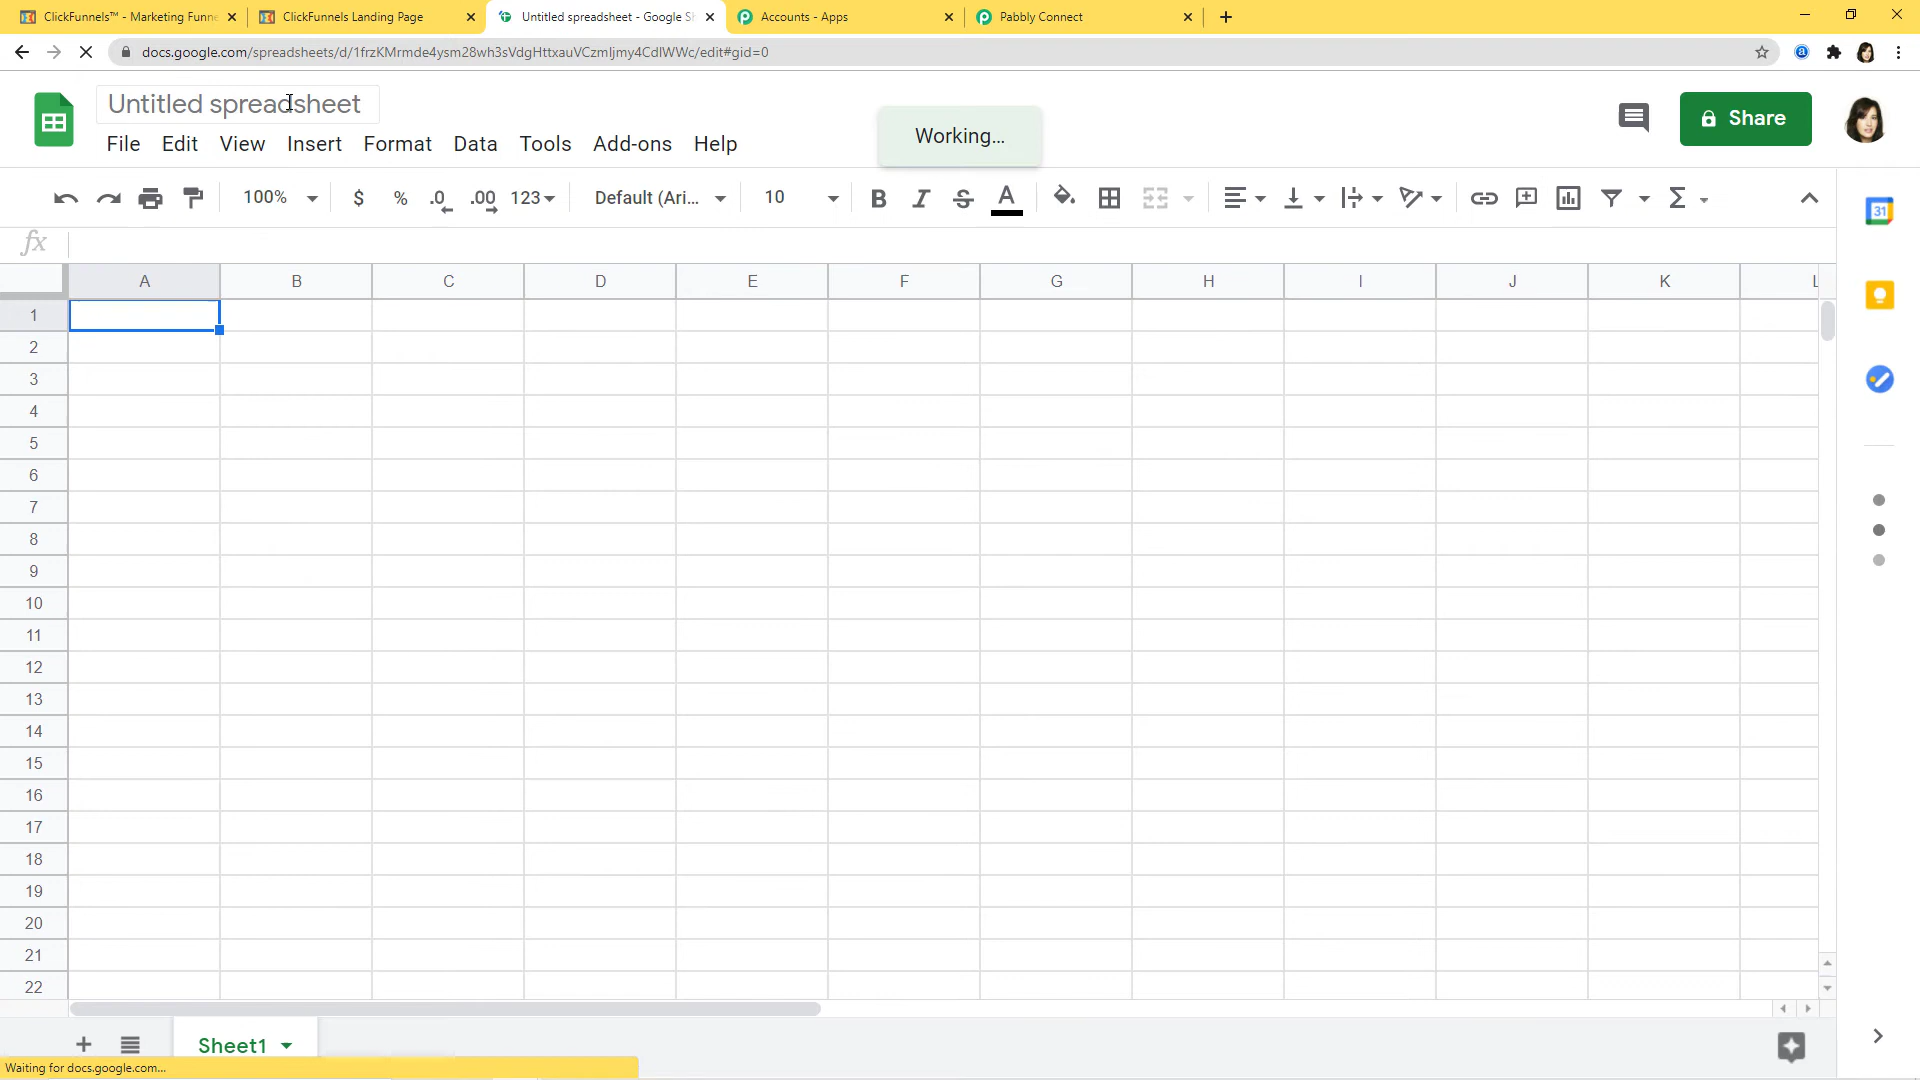 ClickFunnels™ - Marketing Funne
ClickFunnels Landing Page
Untitled spreadsheet - Google Sh
Accounts - Apps
Pabbly Connect
docs.google.com/spreadsheets/d/1frzKMrmde4ysm28wh3sVdgHttxauVCzmIjmy4CdlWWc/edit#gid=0
Untitled spreadsheet
Working...
Share
File Edit View Insert Format Data Tools Add-ons Help
100% $ % .0 .00 123 Default (Ari... 10 B I S A
31
fx
A B C D E F G H I J K L
1
2
3
4
5
6
7
8
9
10
11
12
13
14
15
16
17
18
19
20
21
22
Sheet1
Waiting for docs.google.com...